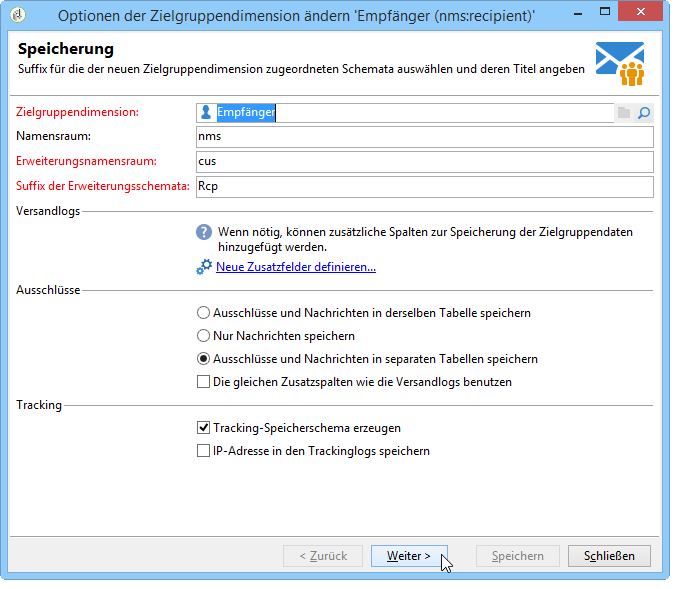 Optionen der Zielgruppendimension ändern 'Empfänger (nms:recipient)'
Speicherung
Suffix für die der neuen Zielgruppendimension zugeordneten Schemata auswählen und deren Titel angeben
Zielgruppendimension: Empfänger
Namensraum: nms
Erweiterungsnamensraum: cus
Suffix der Erweiterungsschemata: Rcp
Versandlogs
Wenn nötig, können zusätzliche Spalten zur Speicherung der Zielgruppendaten
hinzugefügt werden.
Neue Zusatzfelder definieren...
Ausschlüsse
Ausschlüsse und Nachrichten in derselben Tabelle speichern
Nur Nachrichten speichern
Ausschlüsse und Nachrichten in separaten Tabellen speichern
Die gleichen Zusatzspalten wie die Versandlogs benutzen
Tracking
Tracking-Speicherschema erzeugen
IP-Adresse in den Trackinglogs speichern
< Zurück Weiter > Speichern Schließen